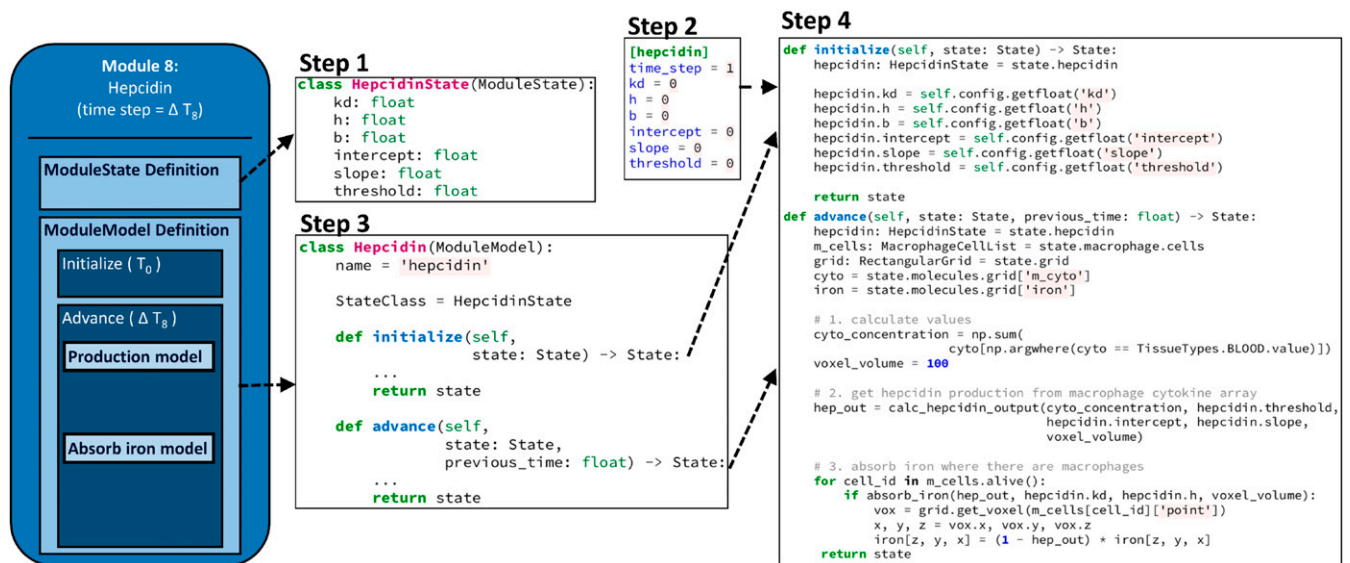 Module 8:
Hepcidin
(time step = Δ T₈)
ModuleState Definition
ModuleModel Definition
Initialize ( T₀ )
Advance ( Δ T₈ )
Production model
Absorb iron model
Step 1
class HepcidinState(ModuleState):
    kd: float
    h: float
    b: float
    intercept: float
    slope: float
    threshold: float
Step 2
[hepcidin]
time_step = 1
kd = 0
h = 0
b = 0
intercept = 0
slope = 0
threshold = 0
Step 3
class Hepcidin(ModuleModel):
    name = 'hepcidin'
    StateClass = HepcidinState
    def initialize(self,
                   state: State) -> State:
        ...
        return state
    def advance(self,
                state: State,
                previous_time: float) -> State:
        ...
        return state
Step 4
def initialize(self, state: State) -> State:
    hepcidin: HepcidinState = state.hepcidin
    hepcidin.kd = self.config.getfloat('kd')
    hepcidin.h = self.config.getfloat('h')
    hepcidin.b = self.config.getfloat('b')
    hepcidin.intercept = self.config.getfloat('intercept')
    hepcidin.slope = self.config.getfloat('slope')
    hepcidin.threshold = self.config.getfloat('threshold')
    return state
def advance(self, state: State, previous_time: float) -> State:
    hepcidin: HepcidinState = state.hepcidin
    m_cells: MacrophageCellList = state.macrophage.cells
    grid: RectangularGrid = state.grid
    cyto = state.molecules.grid['m_cyto']
    iron = state.molecules.grid['iron']
    # 1. calculate values
    cyto_concentration = np.sum(
                    cyto[np.argwhere(cyto == TissueTypes.BLOOD.value)])
    voxel_volume = 100
    # 2. get hepcidin production from macrophage cytokine array
    hep_out = calc_hepcidin_output(cyto_concentration, hepcidin.threshold,
                                   hepcidin.intercept, hepcidin.slope,
                                   voxel_volume)
    # 3. absorb iron where there are macrophages
    for cell_id in m_cells.alive():
        if absorb_iron(hep_out, hepcidin.kd, hepcidin.h, voxel_volume):
            vox = grid.get_voxel(m_cells[cell_id]['point'])
            x, y, z = vox.x, vox.y, vox.z
            iron[z, y, x] = (1 - hep_out) * iron[z, y, x]
    return state